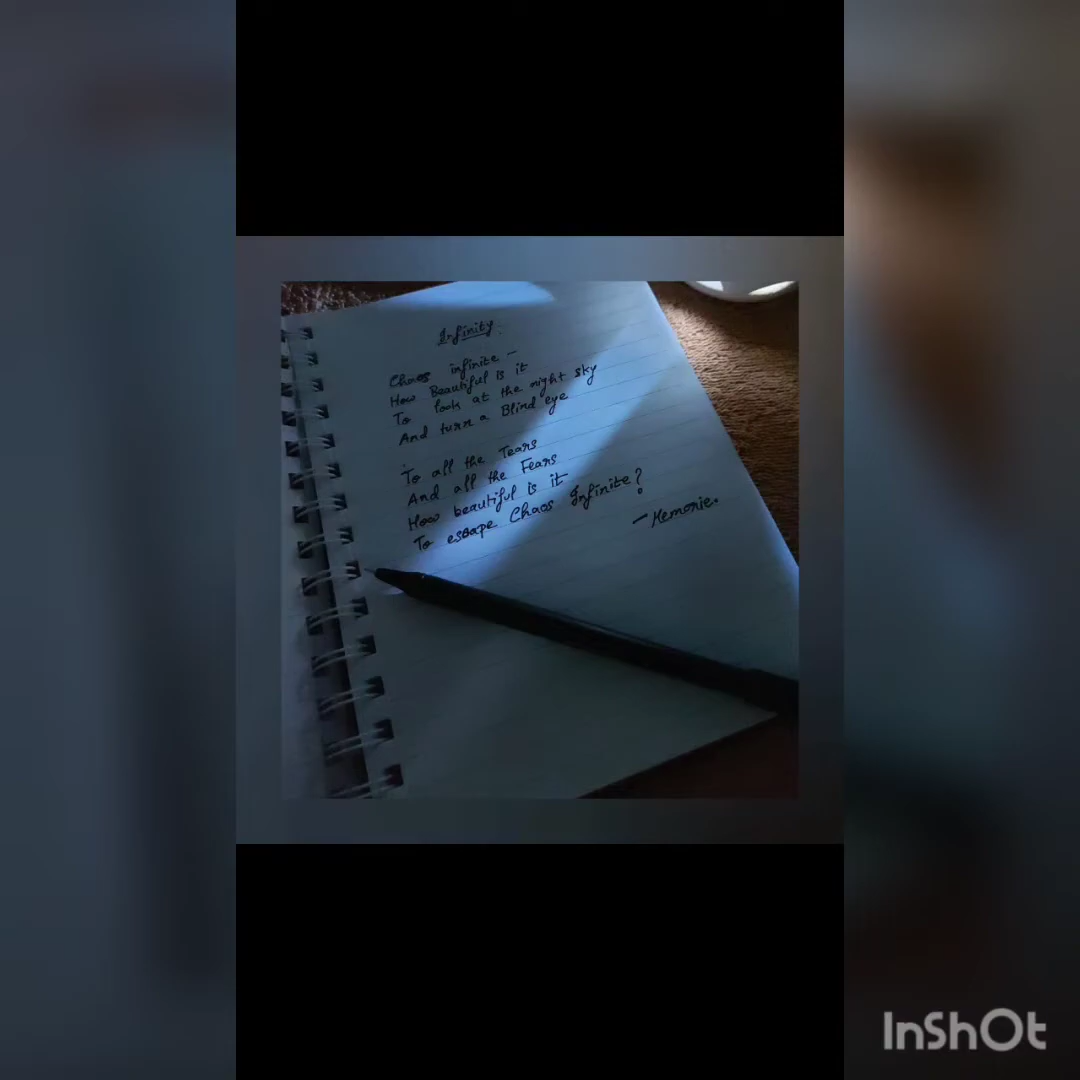 Infinity:
Chaos infinite –
How Beautiful is it
To look at the night sky
And turn a Blind eye
To all the Tears
And all the Fears
How beautiful is it
To escape Chaos Infinite?
– Memorie.
InShOt